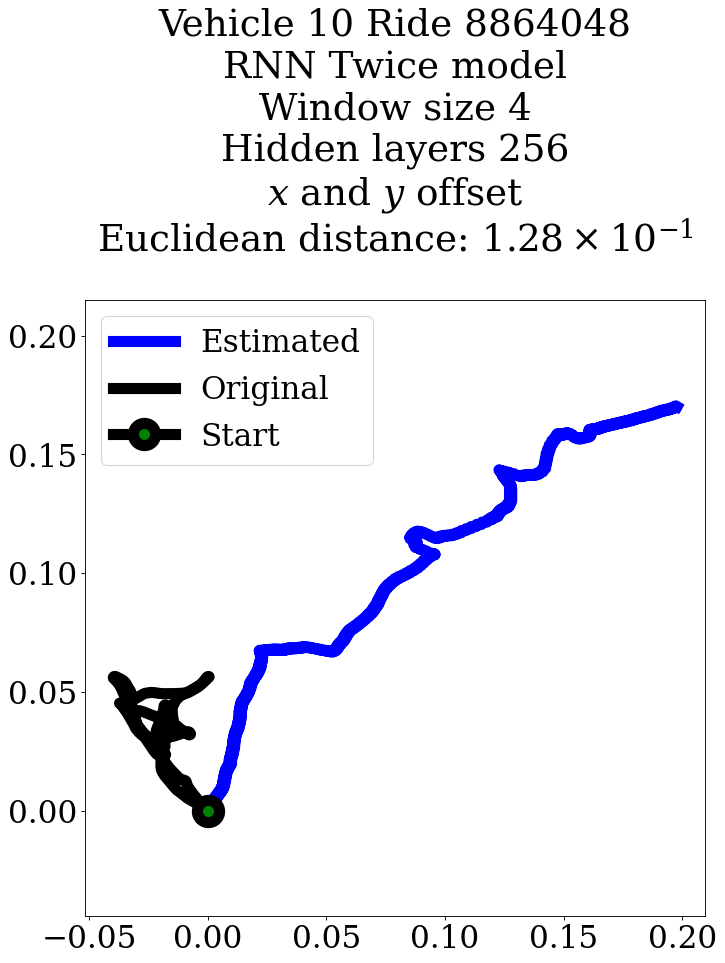 Vehicle 10 Ride 8864048
RNN Twice model
Window size 4
Hidden layers 256
x and y offset
Euclidean distance: 1.28 × 10⁻¹
Estimated
Original
Start
0.20
0.15
0.10
0.05
0.00
−0.05 0.00 0.05 0.10 0.15 0.20